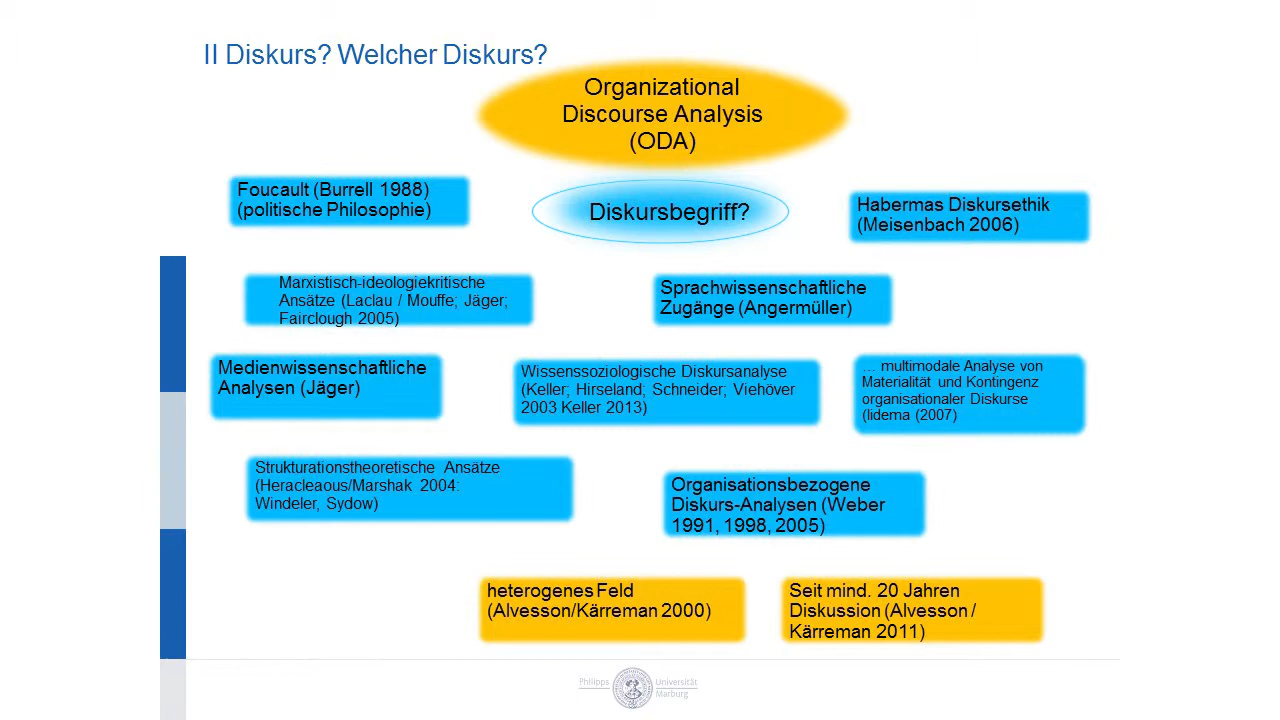 II Diskurs? Welcher Diskurs?
Organizational
Discourse Analysis
(ODA)
Foucault (Burrell 1988)
(politische Philosophie)
Diskursbegriff?
Habermas Diskursethik
(Meisenbach 2006)
Marxistisch-ideologiekritische
Ansätze (Laclau / Mouffe; Jäger;
Fairclough 2005)
Sprachwissenschaftliche
Zugänge (Angermüller)
Medienwissenschaftliche
Analysen (Jäger)
Wissenssoziologische Diskursanalyse
(Keller; Hirseland; Schneider; Viehöver
2003 Keller 2013)
... multimodale Analyse von
Materialität und Kontingenz
organisationaler Diskurse
(Iidema (2007)
Strukturationstheoretische Ansätze
(Heracleaous/Marshak 2004:
Windeler, Sydow)
Organisationsbezogene
Diskurs-Analysen (Weber
1991, 1998, 2005)
heterogenes Feld
(Alvesson/Kärreman 2000)
Seit mind. 20 Jahren
Diskussion (Alvesson /
Kärreman 2011)
Philipps Universität
Marburg